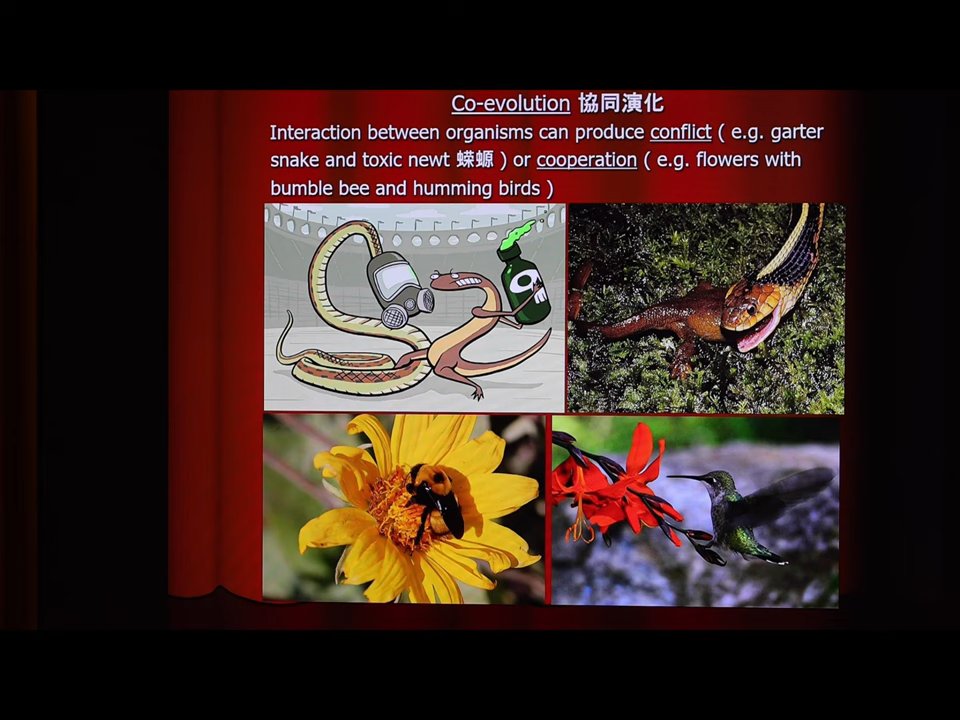 Co-evolution 協同演化
Interaction between organisms can produce conflict ( e.g. garter
snake and toxic newt 蠑螈 ) or cooperation ( e.g. flowers with
bumble bee and humming birds )